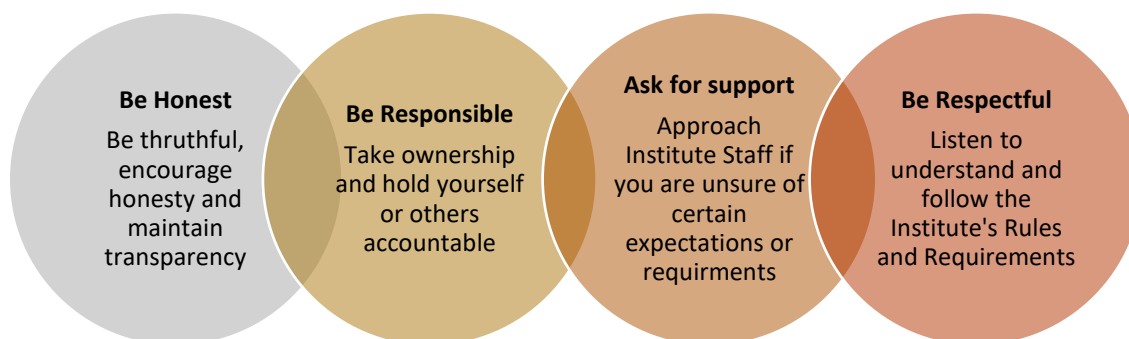 Be Honest
Be thruthful,
encourage
honesty and
maintain
transparency
Be Responsible
Take ownership
and hold yourself
or others
accountable
Ask for support
Approach
Institute Staff if
you are unsure of
certain
expectations or
requirments
Be Respectful
Listen to
understand and
follow the
Institute's Rules
and Requirements